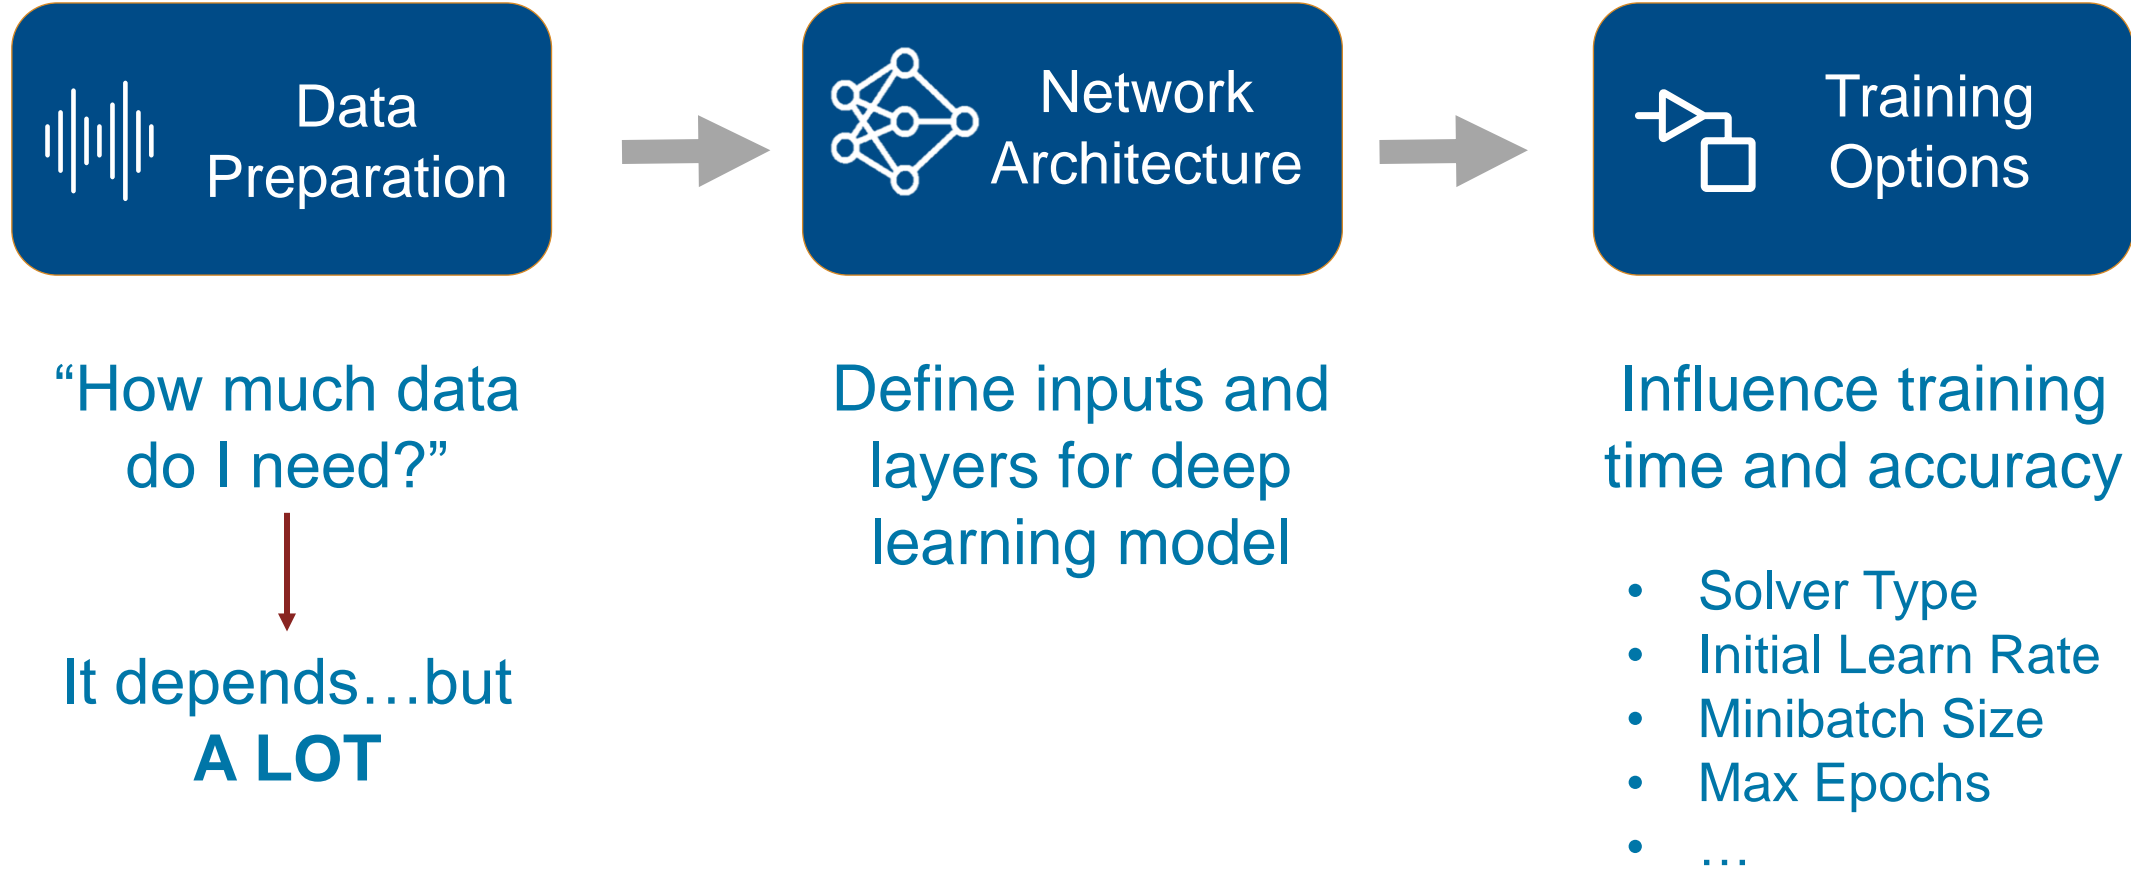 Data
Preparation
“How much data
do I need?”
It depends…but
A LOT
Network
Architecture
Define inputs and
layers for deep
learning model
Training
Options
Influence training
time and accuracy
• Solver Type
• Initial Learn Rate
• Minibatch Size
• Max Epochs
• …